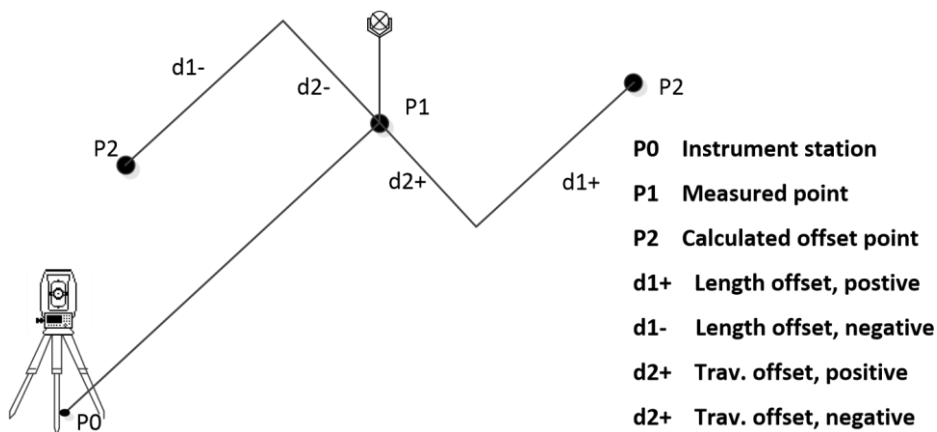 d1-
d2-
P1
P2
P2
d2+
d1+
P0
P0 Instrument station
P1 Measured point
P2 Calculated offset point
d1+ Length offset, postive
d1- Length offset, negative
d2+ Trav. offset, positive
d2+ Trav. offset, negative